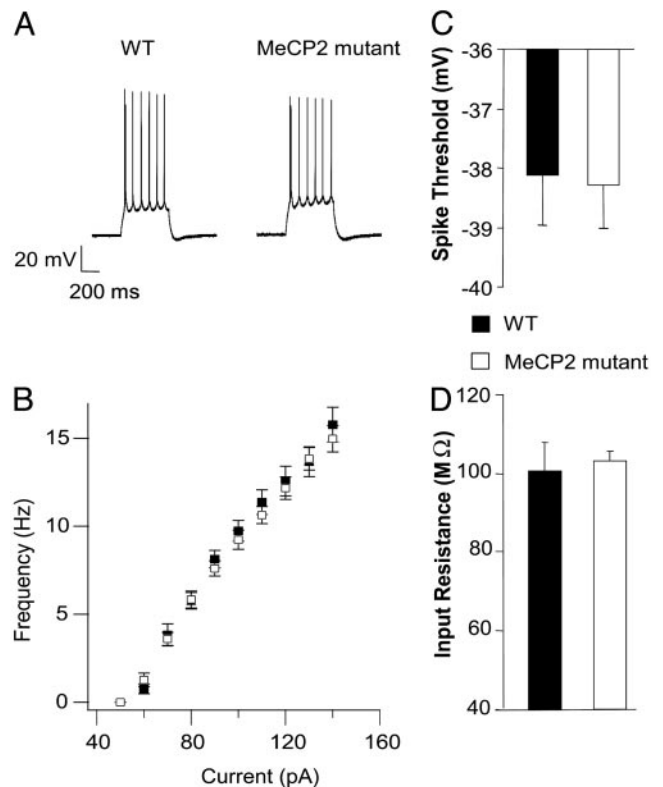 A
WT
MeCP2 mutant
20 mV
200 ms
B
Frequency (Hz)
15
10
5
0
40
80
120
160
Current (pA)
C
Spike Threshold (mV)
-36
-37
-38
-39
-40
WT
MeCP2 mutant
D
Input Resistance (MΩ)
120
100
80
60
40